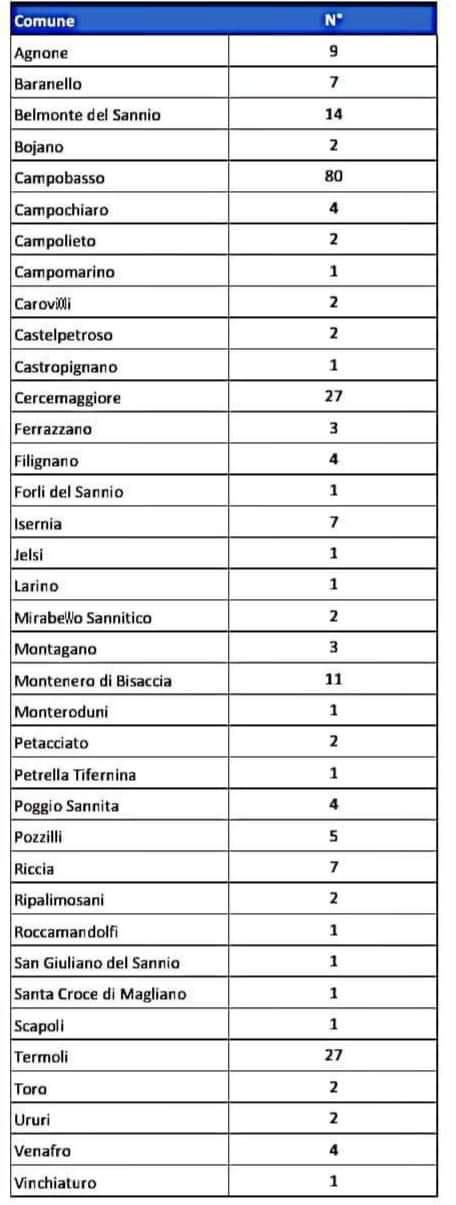 Comune N°
Agnone 9
Baranello 7
Belmonte del Sannio 14
Bojano 2
Campobasso 80
Campochiaro 4
Campolieto 2
Campomarino 1
Carovilli 2
Castelpetroso 2
Castropignano 1
Cercemaggiore 27
Ferrazzano 3
Filignano 4
Forli del Sannio 1
Isernia 7
Jelsi 1
Larino 1
Mirabello Sannitico 2
Montagano 3
Montenero di Bisaccia 11
Monteroduni 1
Petacciato 2
Petrella Tifernina 1
Poggio Sannita 4
Pozzilli 5
Riccia 7
Ripalimosani 2
Roccamandolfi 1
San Giuliano del Sannio 1
Santa Croce di Magliano 1
Scapoli 1
Termoli 27
Toro 2
Ururi 2
Venafro 4
Vinchiaturo 1